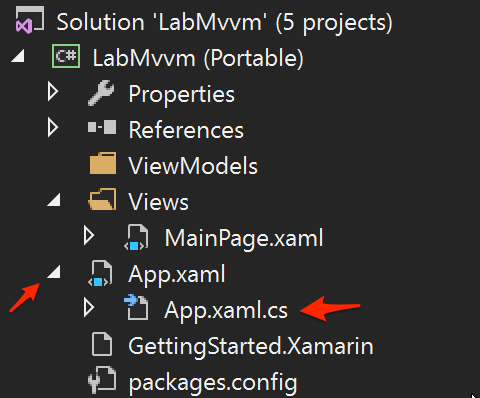 Solution 'LabMvvm' (5 projects)
C# LabMvvm (Portable)
Properties
References
ViewModels
Views
MainPage.xaml
App.xaml
App.xaml.cs
GettingStarted.Xamarin
packages.config